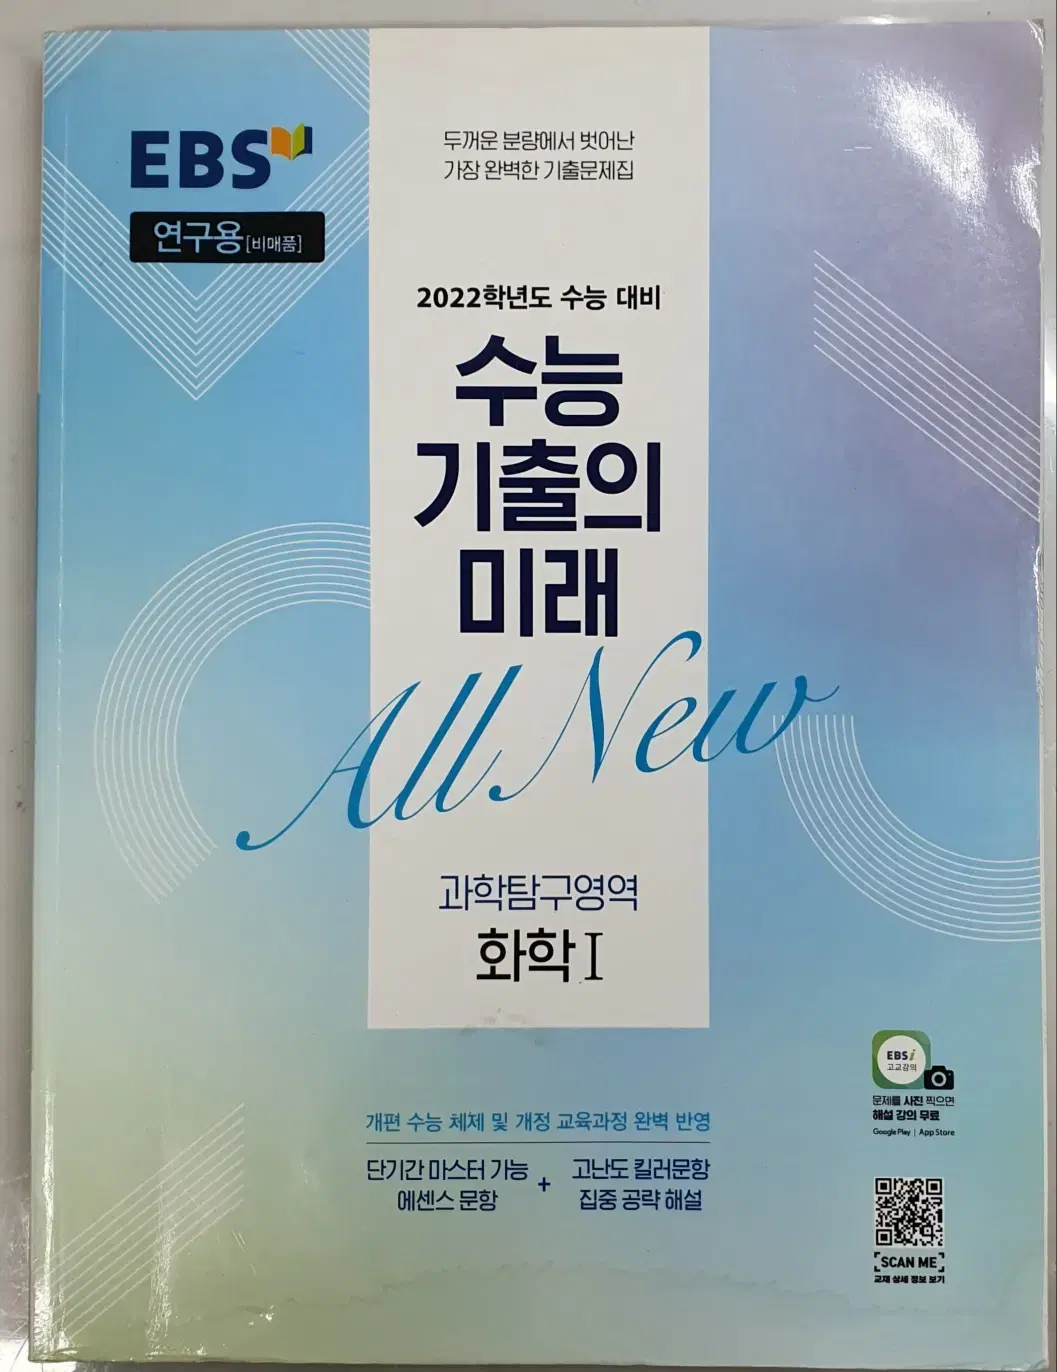 EBS
연구용[비매품]
두꺼운 분량에서 벗어난
가장 완벽한 기출문제집
2022학년도 수능 대비
수능
기출의
미래
All New
과학탐구영역
화학 I
개편 수능 체제 및 개정 교육과정 완벽 반영
단기간 마스터 가능
에센스 문항
+
고난도 킬러문항
집중 공략 해설
EBSi
고교강의
문제를 사진 찍으면
해설 강의 무료
Google Play | App Store
SCAN ME
교재 상세 정보 보기